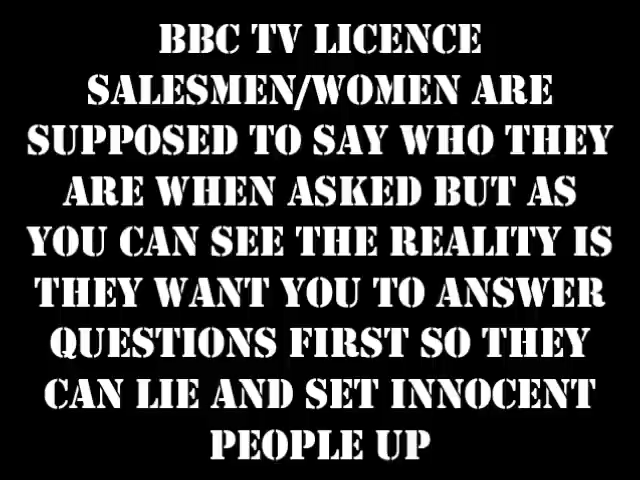 BBC TV LICENCE
SALESMEN/WOMEN ARE
SUPPOSED TO SAY WHO THEY
ARE WHEN ASKED BUT AS
YOU CAN SEE THE REALITY IS
THEY WANT YOU TO ANSWER
QUESTIONS FIRST SO THEY
CAN LIE AND SET INNOCENT
PEOPLE UP